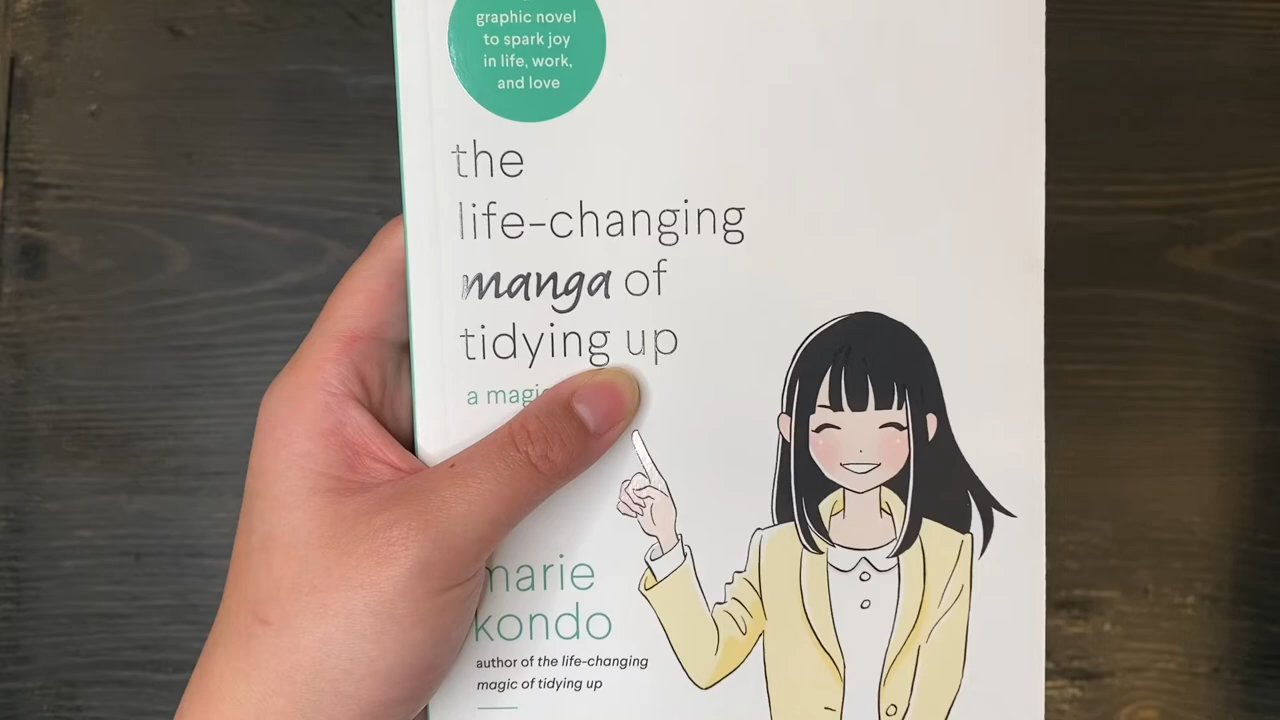 graphic novel
to spark joy
in life, work,
and love
the
life-changing
manga of
tidying up
a magic
marie
kondo
author of the life-changing
magic of tidying up